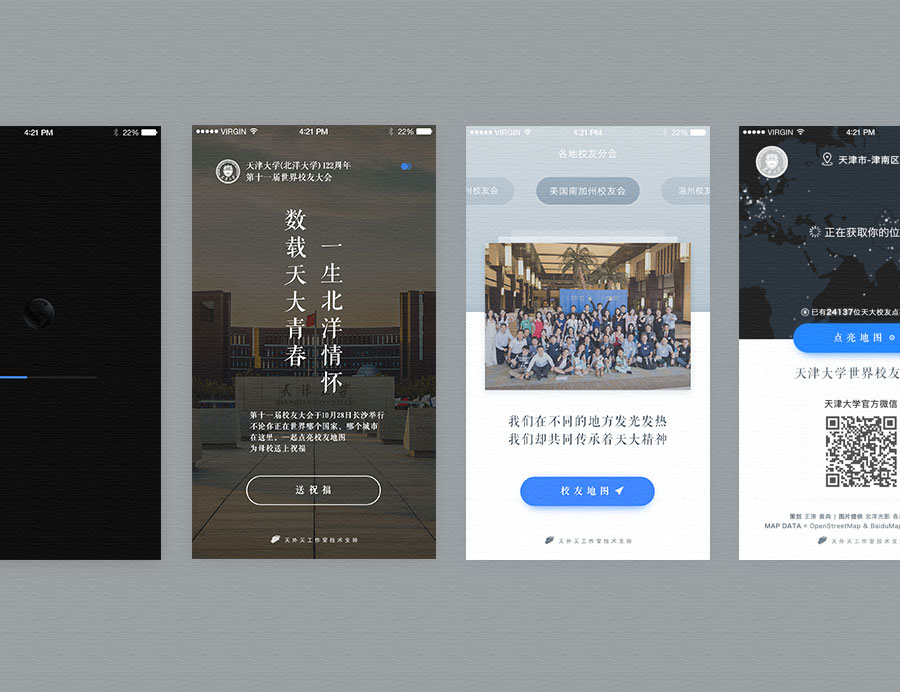 4:21 PM
22%
VIRGIN
4:21 PM
22%
天津大学(北洋大学)122周年
第十一届世界校友大会
数载天大青春
一生北洋情怀
天津大学
第十一届校友大会于10月28日长沙举行
不论你正在世界哪个国家、哪个城市
在这里，一起点亮校友地图
为母校送上祝福
送祝福
天外天工作室技术支持
VIRGIN
4:21 PM
22%
各地校友分会
州校友会
美国南加州校友会
温州校友
我们在不同的地方发光发热
我们却共同传承着天大精神
校友地图
天外天工作室技术支持
VIRGIN
4:21 PM
天津市-津南区
正在获取你的位
已有24137位天大校友点
点亮地图
天津大学世界校友
天津大学官方微信
策划 王涛 黄尚 | 图片提供 北洋光影 各
MAP DATA © OpenStreetMap & BaiduMap
天外天工作室技术支持